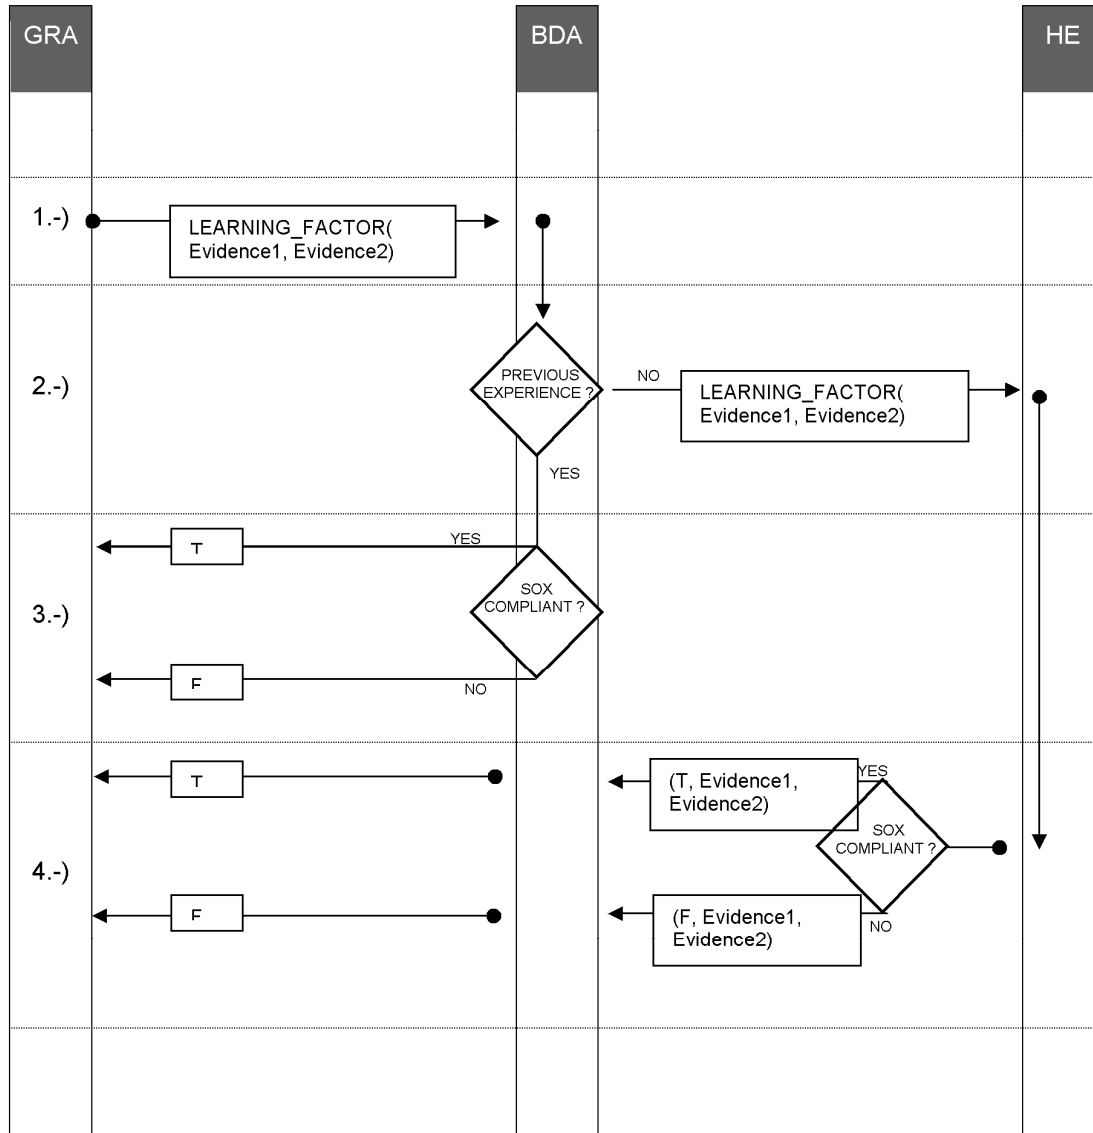 GRA
BDA
HE
1.-)
LEARNING_FACTOR(
Evidence1, Evidence2)
2.-)
PREVIOUS
EXPERIENCE ?
NO
LEARNING_FACTOR(
Evidence1, Evidence2)
YES
3.-)
T
YES
SOX
COMPLIANT ?
F
NO
4.-)
T
(T, Evidence1,
Evidence2)
YES
SOX
COMPLIANT ?
F
(F, Evidence1,
Evidence2)
NO